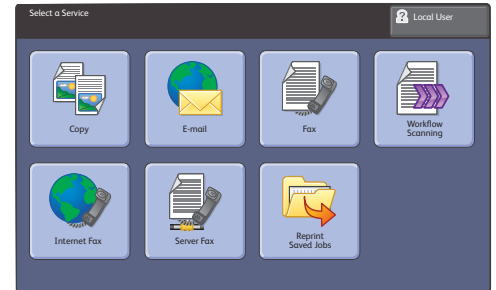 Select a Service
Local User
Copy
E-mail
Fax
Workflow
Scanning
Internet Fax
Server Fax
Reprint
Saved Jobs